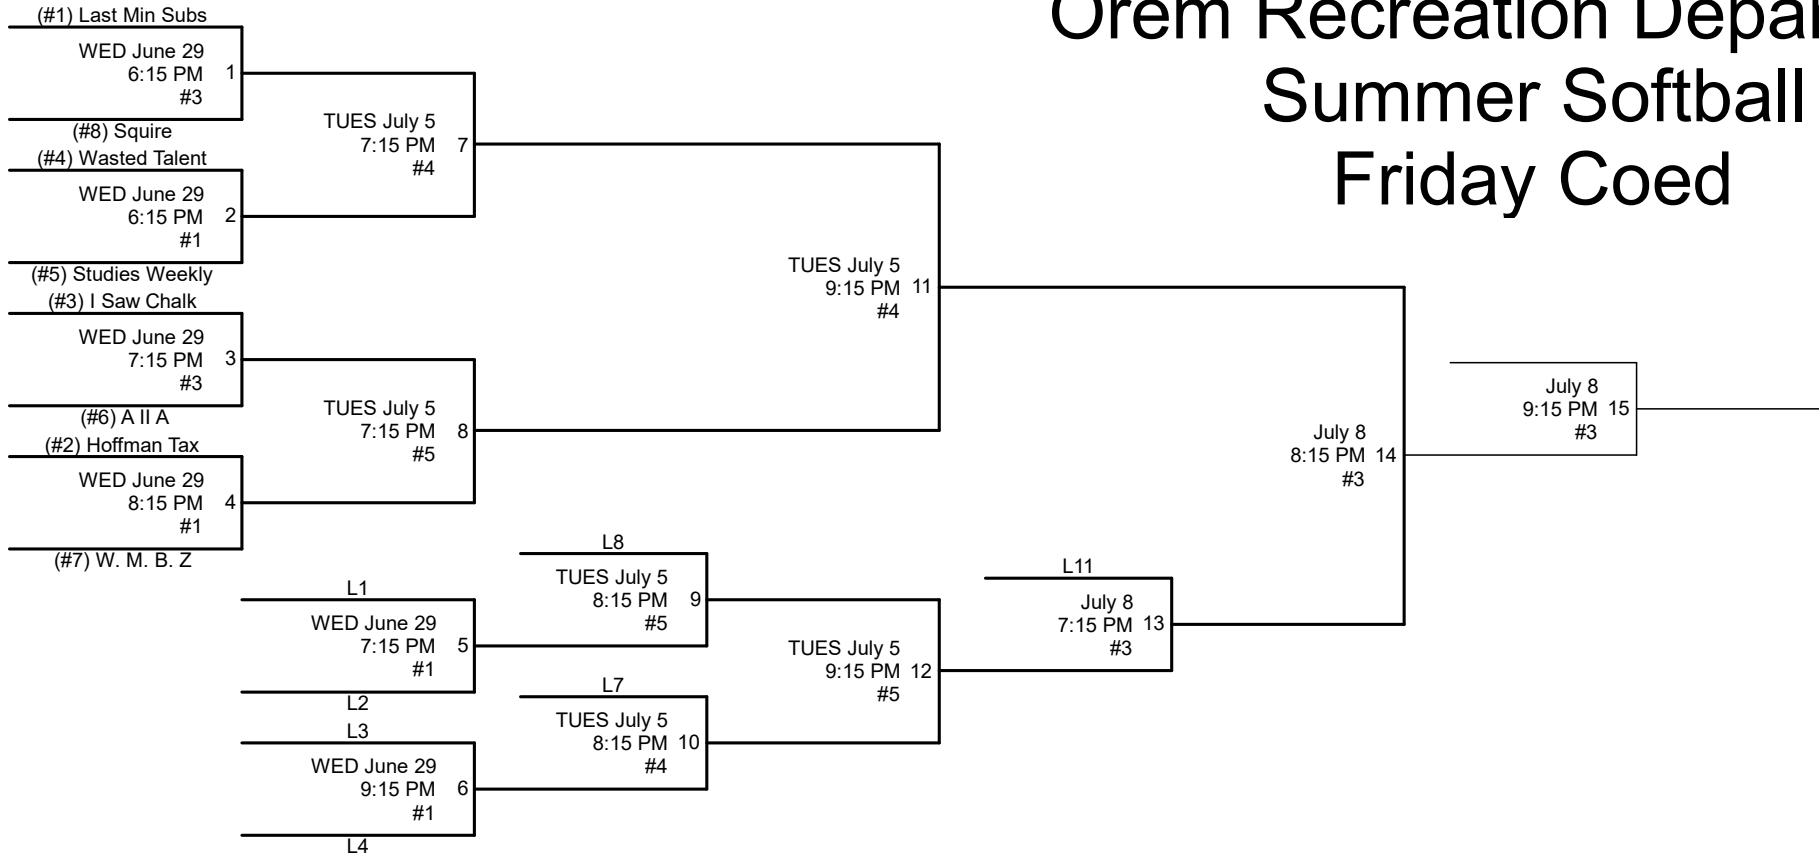 Orem Recreation Depar
Summer Softball
Friday Coed
(#1) Last Min Subs
WED June 29
6:15 PM 1
#3
(#8) Squire
(#4) Wasted Talent
WED June 29
6:15 PM 2
#1
(#5) Studies Weekly
(#3) I Saw Chalk
WED June 29
7:15 PM 3
#3
(#6) A II A
(#2) Hoffman Tax
WED June 29
8:15 PM 4
#1
(#7) W. M. B. Z
L1
WED June 29
7:15 PM 5
#1
L2
L3
WED June 29
9:15 PM 6
#1
L4
TUES July 5
7:15 PM 7
#4
TUES July 5
7:15 PM 8
#5
L8
TUES July 5
8:15 PM 9
#5
L7
TUES July 5
8:15 PM 10
#4
TUES July 5
9:15 PM 11
#4
TUES July 5
9:15 PM 12
#5
L11
July 8
7:15 PM 13
#3
July 8
8:15 PM 14
#3
July 8
9:15 PM 15
#3